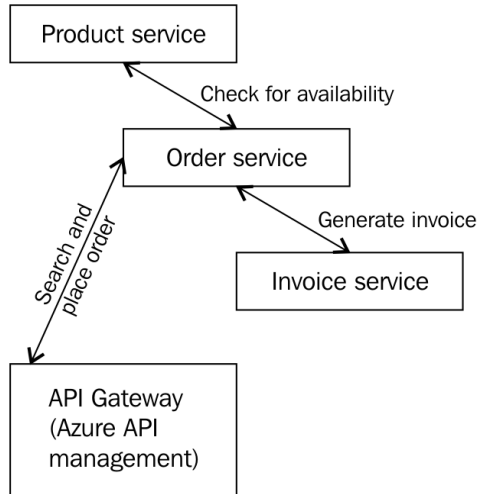 Product service
Check for availability
Order service
Search and
place order
Generate invoice
Invoice service
API Gateway
(Azure API
management)